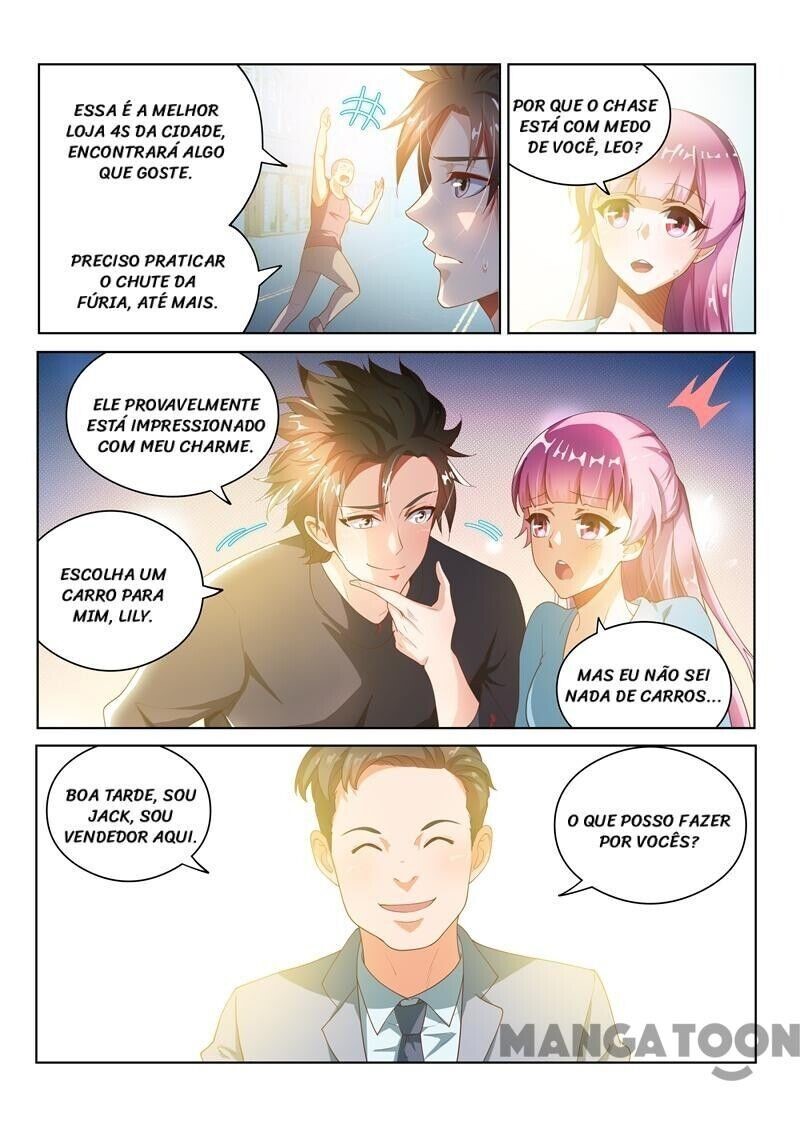 ESSA É A MELHOR
LOJA 4S DA CIDADE,
ENCONTRARÁ ALGO
QUE GOSTE.
PRECISO PRATICAR
O CHUTE DA
FÚRIA, ATÉ MAIS.
POR QUE O CHASE
ESTÁ COM MEDO
DE VOCÊ, LEO?
ELE PROVAVELMENTE
ESTÁ IMPRESSIONADO
COM MEU CHARME.
ESCOLHA UM
CARRO PARA
MIM, LILY.
MAS EU NÃO SEI
NADA DE CARROS...
BOA TARDE, SOU
JACK, SOU
VENDEDOR AQUI.
O QUE POSSO FAZER
POR VOCÊS?
MANGATOON